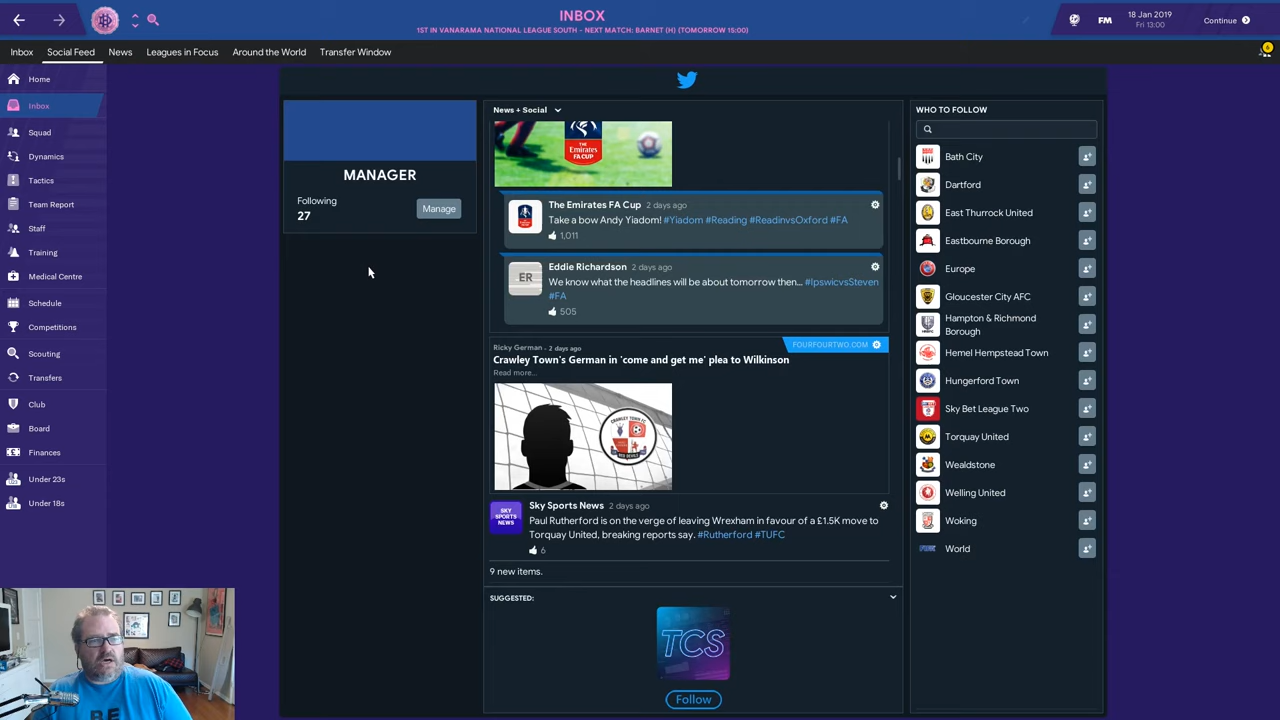 INBOX
1ST IN VANARAMA NATIONAL LEAGUE SOUTH - NEXT MATCH: BARNET (H) (TOMORROW 15:00)
FM
18 Jan 2019
Fri 13:00
Continue
Inbox
Social Feed
News
Leagues in Focus
Around the World
Transfer Window
6
Home
Inbox
Squad
Dynamics
Tactics
Team Report
Staff
Training
Medical Centre
Schedule
Competitions
Scouting
Transfers
Club
Board
Finances
Under 23s
Under 18s
MANAGER
Following
27
Manage
News + Social
The Emirates
FA CUP
The Emirates FA Cup 2 days ago
Take a bow Andy Yiadom! #Yiadom #Reading #ReadinvsOxford #FA
1,011
ER
Eddie Richardson 2 days ago
We know what the headlines will be about tomorrow then... #IpswicvsSteven
#FA
505
Ricky German - 2 days ago
FOURFOURTWO.COM
Crawley Town's German in 'come and get me' plea to Wilkinson
Read more...
CRAWLEY TOWN FC
RED DEVILS
SKY
SPORTS
NEWS
Sky Sports News 2 days ago
Paul Rutherford is on the verge of leaving Wrexham in favour of a £1.5K move to
Torquay United, breaking reports say. #Rutherford #TUFC
6
9 new items.
SUGGESTED:
TCS
Follow
WHO TO FOLLOW
Bath City
Dartford
East Thurrock United
Eastbourne Borough
Europe
Gloucester City AFC
Hampton & Richmond
Borough
Hemel Hempstead Town
Hungerford Town
Sky Bet League Two
Torquay United
Wealdstone
Welling United
Woking
World
BE